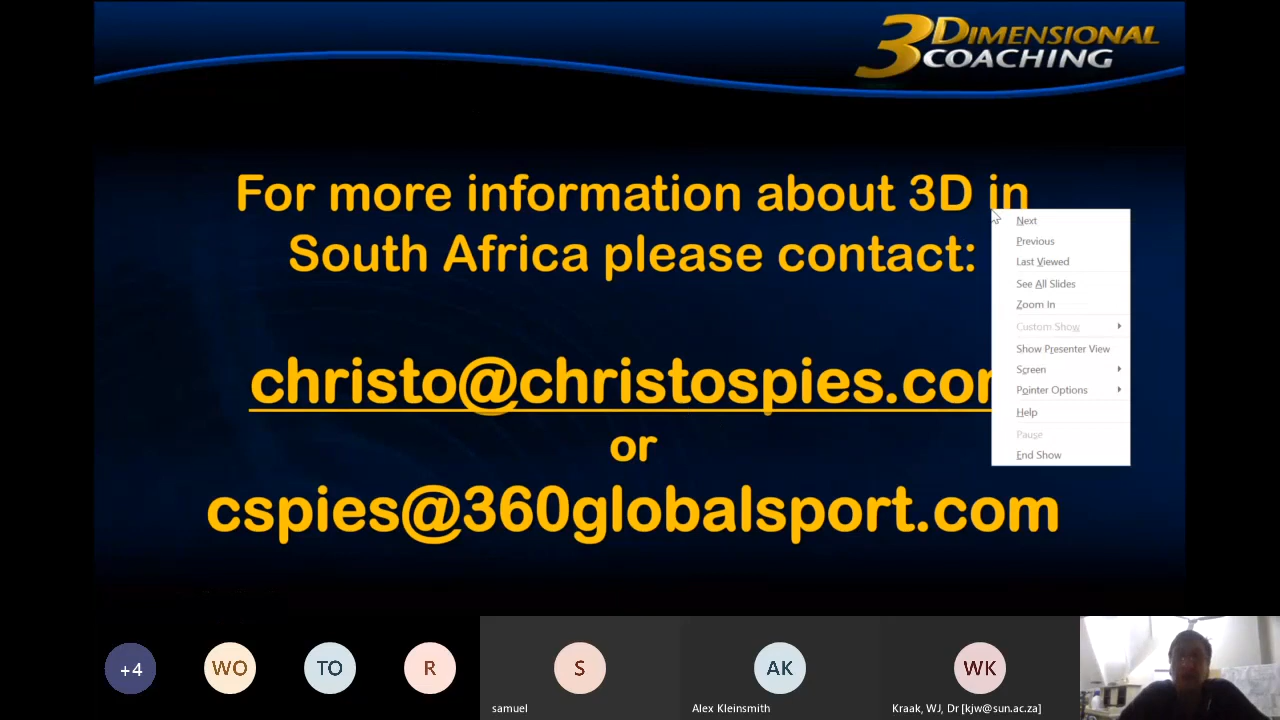 3DIMENSIONAL
COACHING
For more information about 3D in
South Africa please contact:
christo@christospies.con
or
cspies@360globalsport.com
Next
Previous
Last Viewed
See All Slides
Zoom In
Custom Show
Show Presenter View
Screen
Pointer Options
Help
Pause
End Show
+4
WO
TO
R
S
AK
WK
samuel
Alex Kleinsmith
Kraak, WJ, Dr [kjw@sun.ac.za]